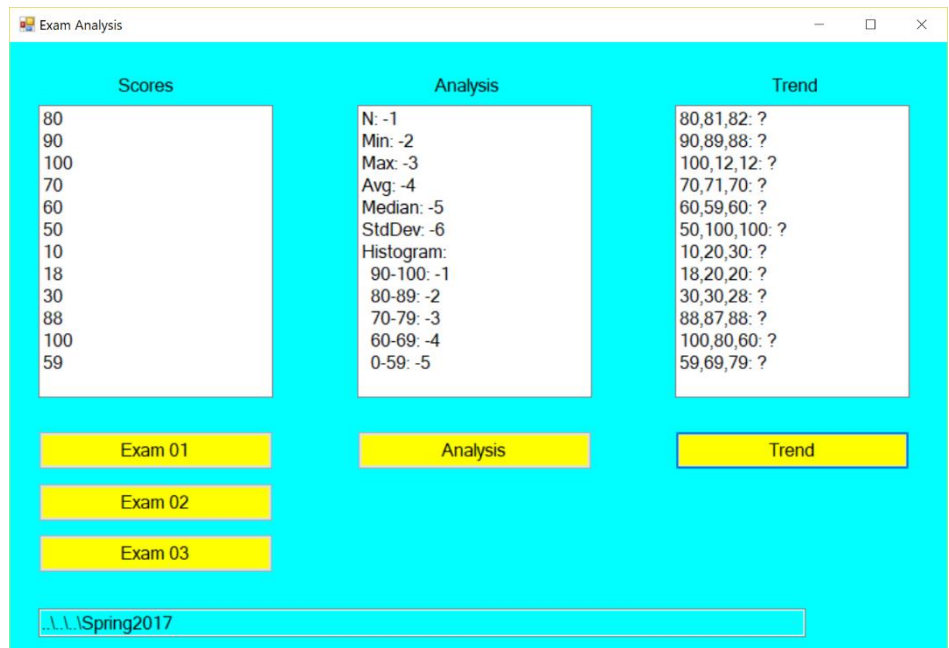 Exam Analysis
Scores
80
90
100
70
60
50
10
18
30
88
100
59
Analysis
N: -1
Min: -2
Max: -3
Avg: -4
Median: -5
StdDev: -6
Histogram:
90-100: -1
80-89: -2
70-79: -3
60-69: -4
0-59: -5
Trend
80,81,82: ?
90,89,88: ?
100,12,12: ?
70,71,70: ?
60,59,60: ?
50,100,100: ?
10,20,30: ?
18,20,20: ?
30,30,28: ?
88,87,88: ?
100,80,60: ?
59,69,79: ?
Exam 01
Analysis
Trend
Exam 02
Exam 03
..\..\..\Spring2017